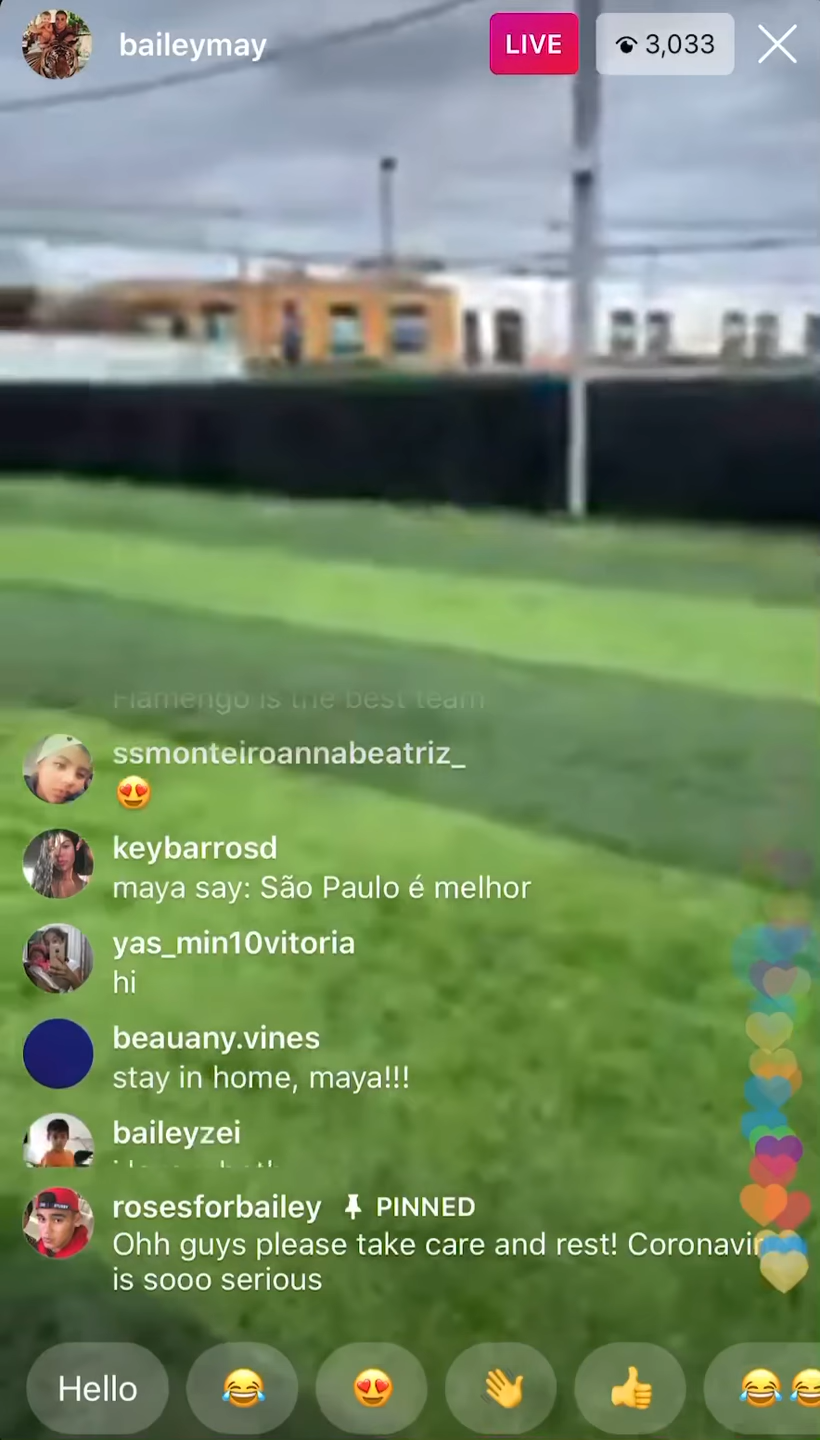 baileymay
LIVE
3,033
Flamengo is the best team
ssmonteiroannabeatriz_
😍
keybarrosd
maya say: São Paulo é melhor
yas_min10vitoria
hi
beauany.vines
stay in home, maya!!!
baileyzei
rosesforbailey PINNED
Ohh guys please take care and rest! Coronavir
is sooo serious
Hello 😂 😍 👋 👍 😂😂